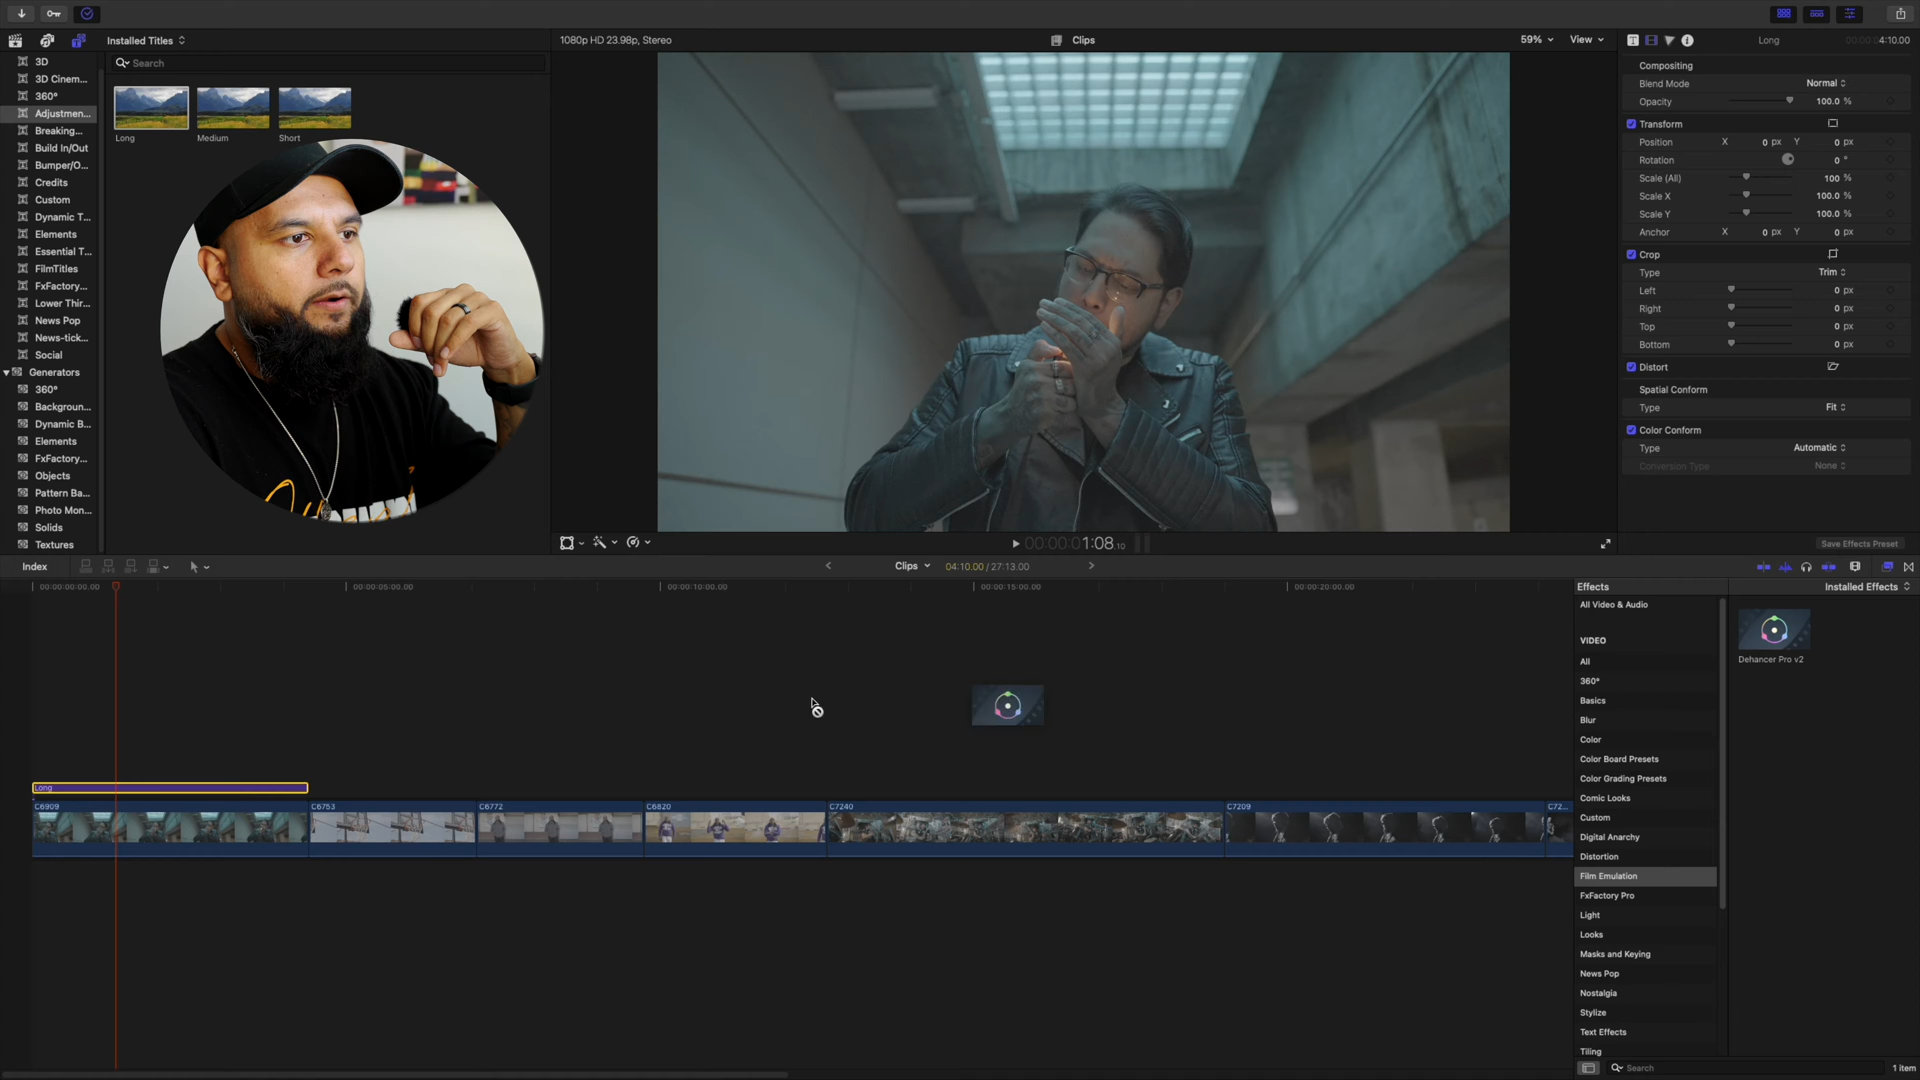 Installed Titles
1080p HD 23.98p, Stereo
Clips
59%
View
Long
4:10.00
3D
3D Cinem...
360°
Adjustmen...
Breaking...
Build In/Out
Bumper/O...
Credits
Custom
Dynamic T...
Elements
Essential T...
FilmTitles
FxFactory...
Lower Thir...
News Pop
News-tick...
Social
Generators
360°
Backgroun...
Dynamic B...
Elements
FxFactory...
Objects
Pattern Ba...
Photo Mon...
Solids
Textures
Search
Long
Medium
Short
Compositing
Blend Mode Normal
Opacity 100.0 %
Transform
Position X 0 px Y 0 px
Rotation 0 °
Scale (All) 100 %
Scale X 100.0 %
Scale Y 100.0 %
Anchor X 0 px Y 0 px
Crop
Type Trim
Left 0 px
Right 0 px
Top 0 px
Bottom 0 px
Distort
Spatial Conform
Type Fit
Color Conform
Type Automatic
Conversion Type None
Save Effects Preset
00:00:01:08.10
Index
Clips
04:10.00 / 27:13.00
00:00:00:00.00
00:00:05:00.00
00:00:10:00.00
00:00:15:00.00
00:00:20:00.00
Long
C6909
C6753
C6772
C6820
C7240
C7209
C72...
Effects
Installed Effects
All Video & Audio
VIDEO
All
360°
Basics
Blur
Color
Color Board Presets
Color Grading Presets
Comic Looks
Custom
Digital Anarchy
Distortion
Film Emulation
FxFactory Pro
Light
Looks
Masks and Keying
News Pop
Nostalgia
Stylize
Text Effects
Tiling
Dehancer Pro v2
Search
1 item